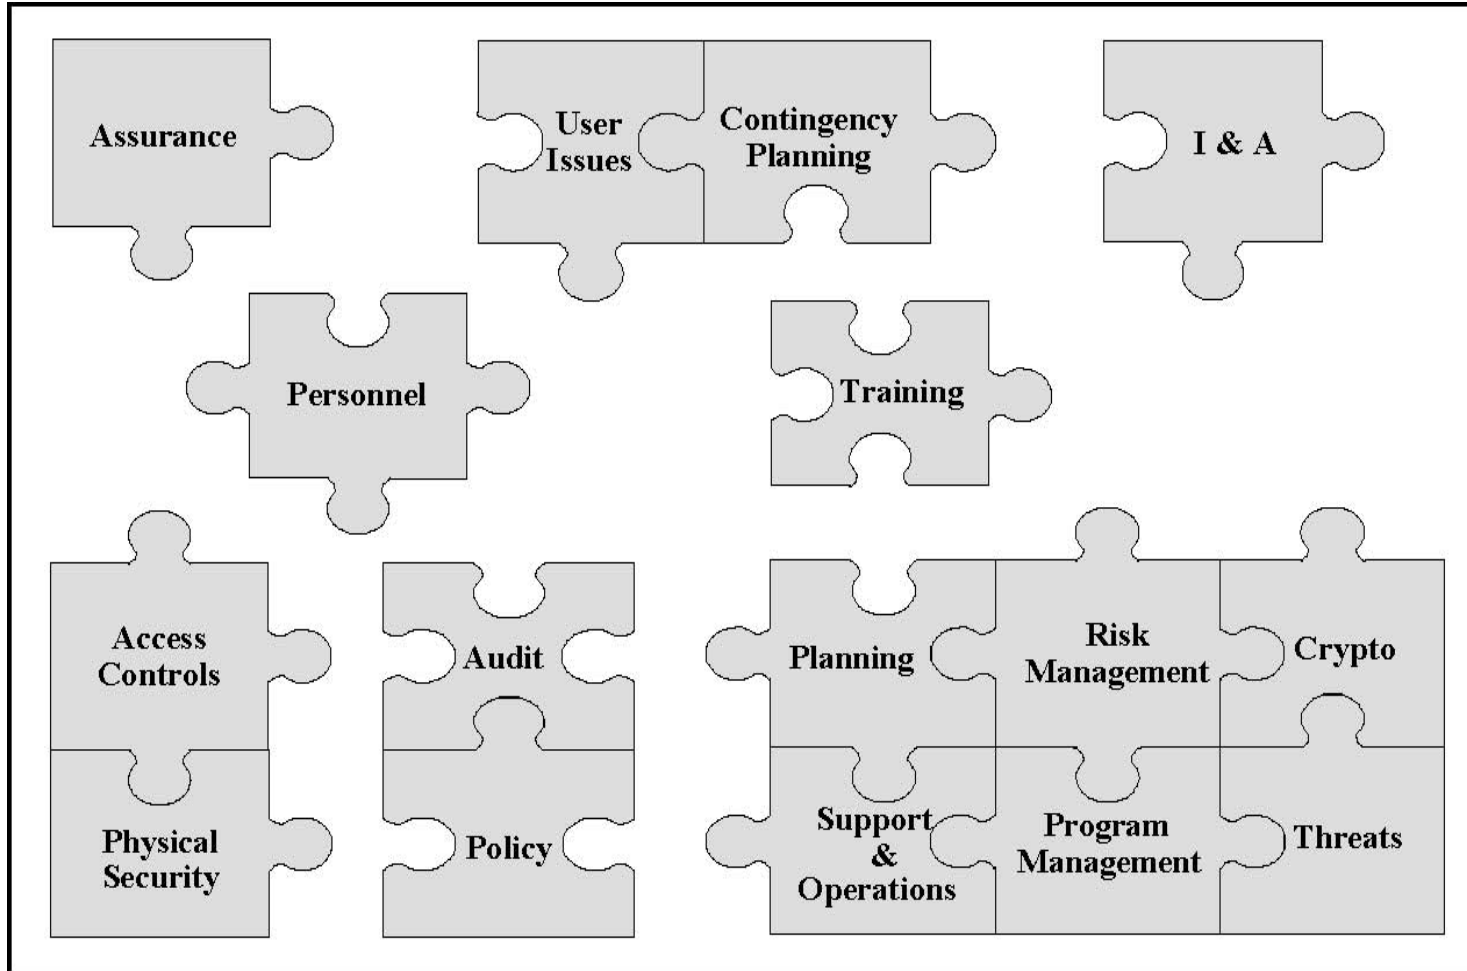 Assurance
User
Issues
Contingency
Planning
I & A
Personnel
Training
Access
Controls
Audit
Planning
Risk
Management
Crypto
Physical
Security
Policy
Support
&
Operations
Program
Management
Threats